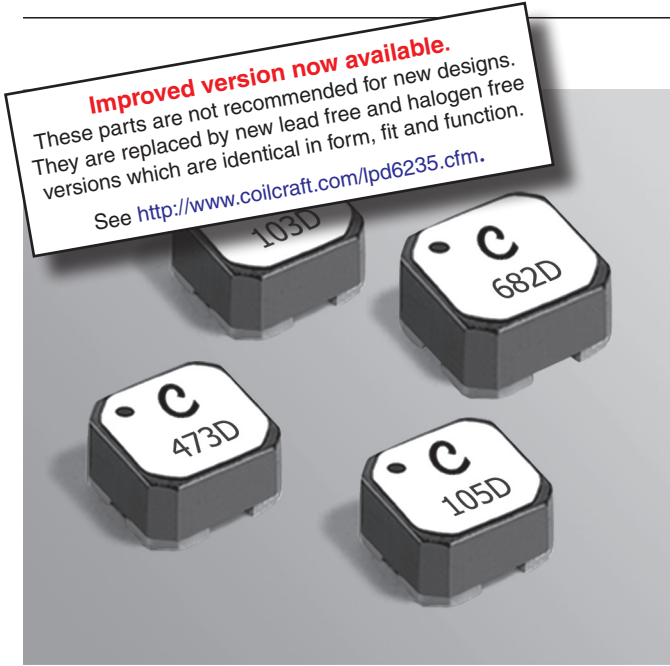 Improved version now available.
These parts are not recommended for new designs.
They are replaced by new lead free and halogen free
versions which are identical in form, fit and function.
See http://www.coilcraft.com/lpd6235.cfm.
103D
C
682D
C
473D
C
105D